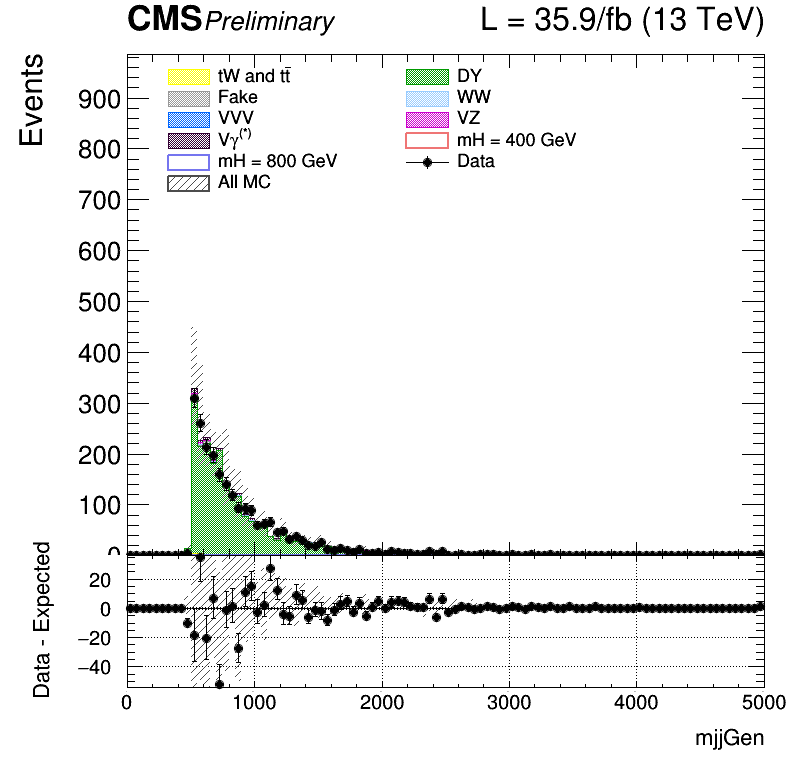 CMS Preliminary L = 35.9/fb (13 TeV)
Events
tW and tt̄ DY
Fake WW
VVV VZ
Vγ(*) mH = 400 GeV
mH = 800 GeV Data
All MC
900
800
700
600
500
400
300
200
100
0
Data - Expected
20
0
−20
−40
0 1000 2000 3000 4000 5000
mjjGen